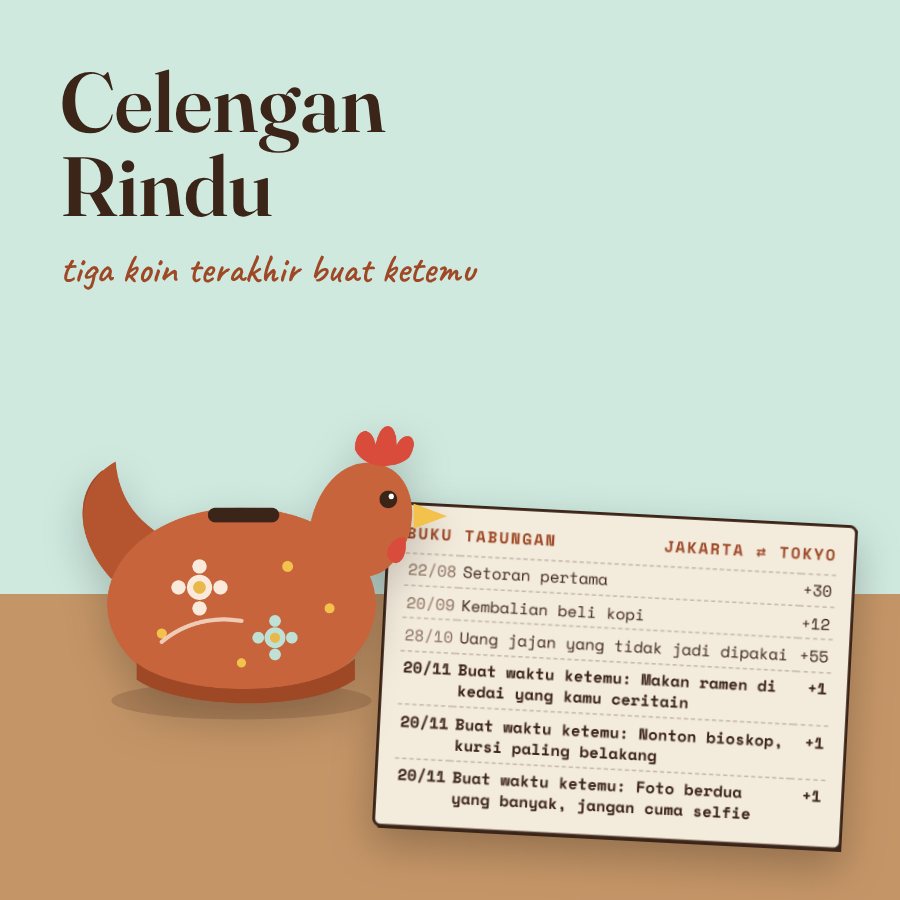 Celengan
Rindu
tiga koin terakhir buat ketemu
BUKU TABUNGAN JAKARTA ⇄ TOKYO
22/08 Setoran pertama +30
20/09 Kembalian beli kopi +12
28/10 Uang jajan yang tidak jadi dipakai +55
20/11 Buat waktu ketemu: Makan ramen di +1
kedai yang kamu ceritain
20/11 Buat waktu ketemu: Nonton bioskop, +1
kursi paling belakang
20/11 Buat waktu ketemu: Foto berdua +1
yang banyak, jangan cuma selfie